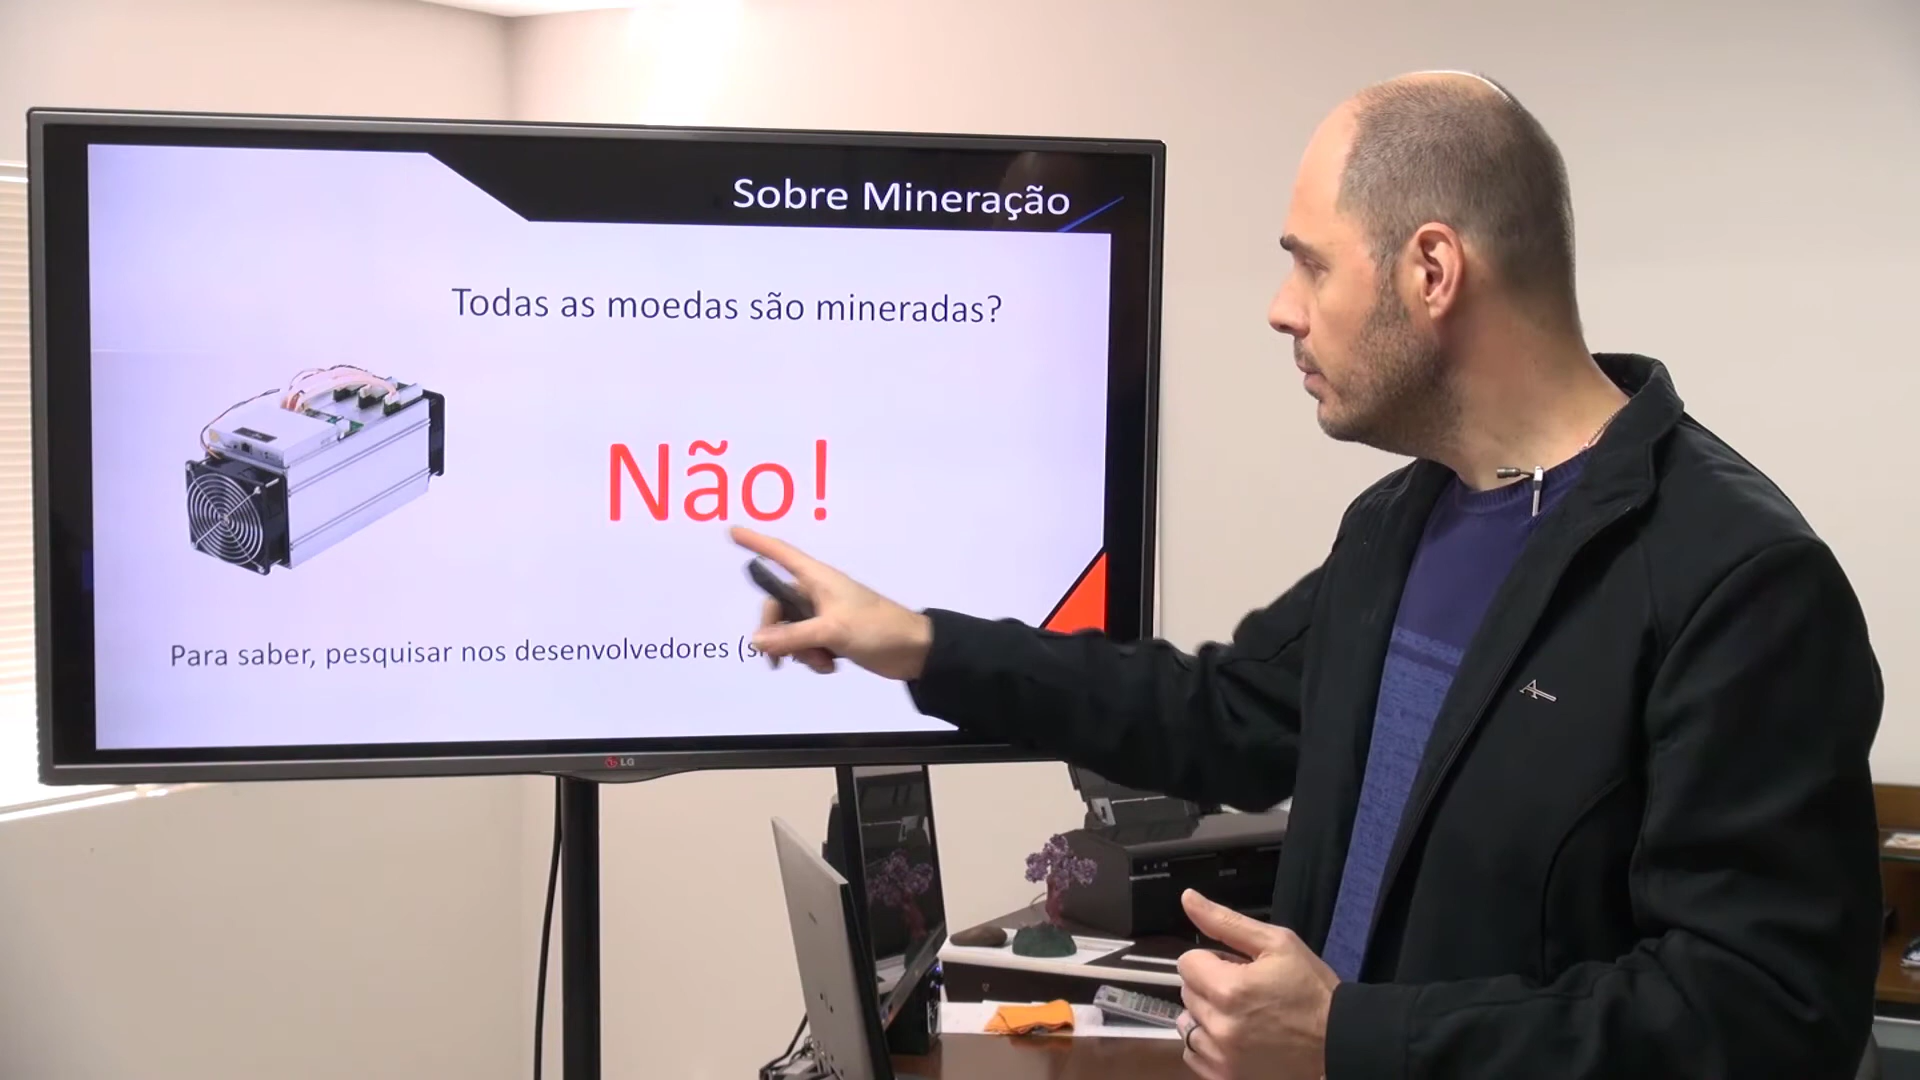 Sobre Mineração
Todas as moedas são mineradas?
Não!
Para saber, pesquisar nos desenvolvedores
LG